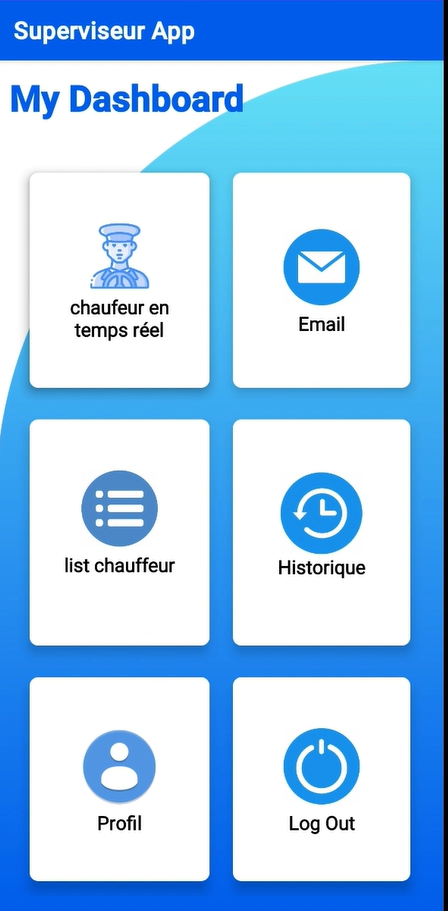 Superviseur App
My Dashboard
chaufeur en
temps réel
Email
list chauffeur
Historique
Profil
Log Out